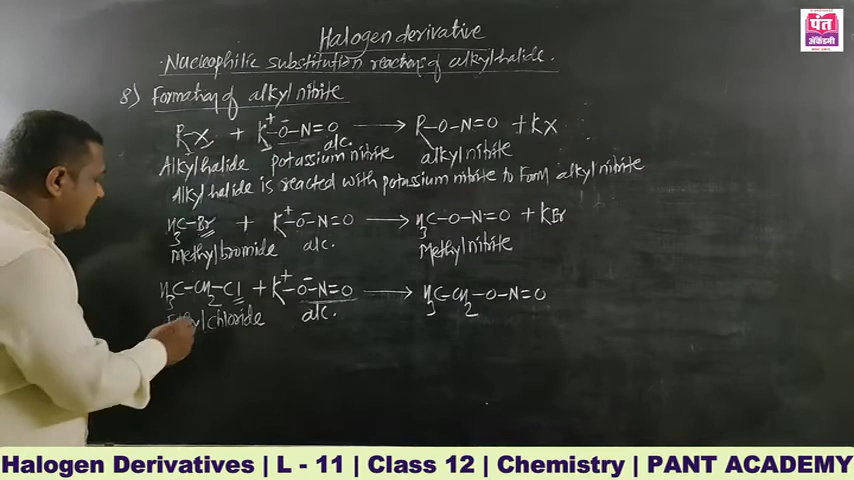 पंत
अॅकॅडमी
Halogen derivative
Nucleophilic substitution reactions of alkyl halide.
8) Formation of alkyl nitrite
R-X + K⁺ ⁻O-N=O alc. → R-O-N=O + KX
Alkyl halide potassium nitrite alkyl nitrite
Alkyl halide is reacted with potassium nitrite to form alkyl nitrite
H₃C-Br + K⁺ ⁻O-N=O → H₃C-O-N=O + KBr
Methyl bromide alc. Methyl nitrite
H₃C-CH₂-Cl + K⁺ ⁻O-N=O → H₃C-CH₂-O-N=O
Ethyl chloride alc.
Halogen Derivatives | L - 11 | Class 12 | Chemistry | PANT ACADEMY